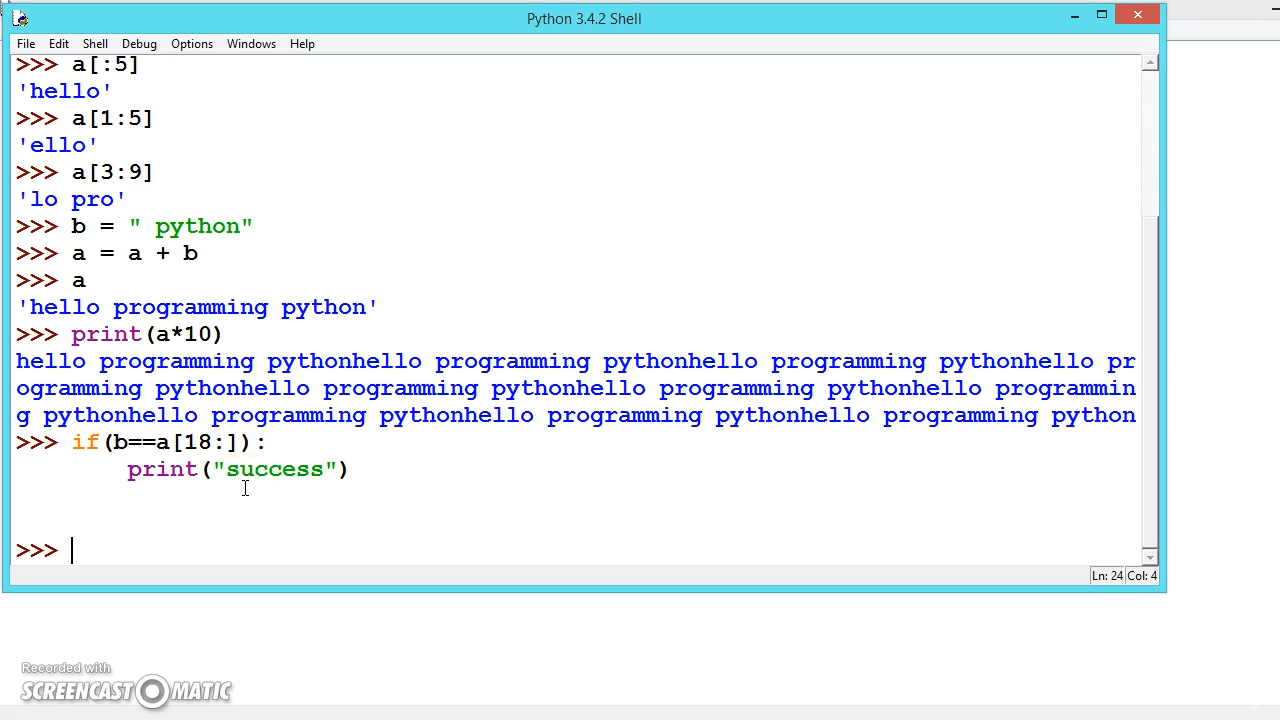 Python 3.4.2 Shell
File Edit Shell Debug Options Windows Help
>>> a[:5]
'hello'
>>> a[1:5]
'ello'
>>> a[3:9]
'lo pro'
>>> b = " python"
>>> a = a + b
>>> a
'hello programming python'
>>> print(a*10)
hello programming pythonhello programming pythonhello programming pythonhello pr
ogramming pythonhello programming pythonhello programming pythonhello programmin
g pythonhello programming pythonhello programming pythonhello programming python
>>> if(b==a[18:]):
print("success")
>>>
Ln: 24 Col: 4
Recorded with
SCREENCAST O MATIC